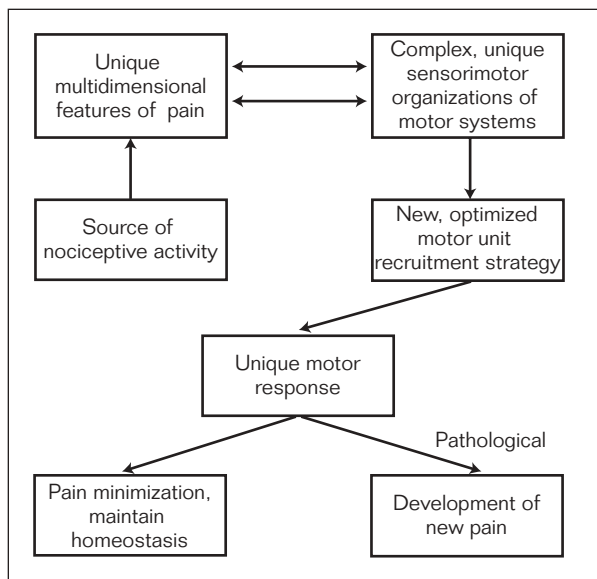 Unique
multidimensional
features of pain
Complex, unique
sensorimotor
organizations of
motor systems
Source of
nociceptive activity
New, optimized
motor unit
recruitment strategy
Unique motor
response
Pathological
Pain minimization,
maintain
homeostasis
Development of
new pain